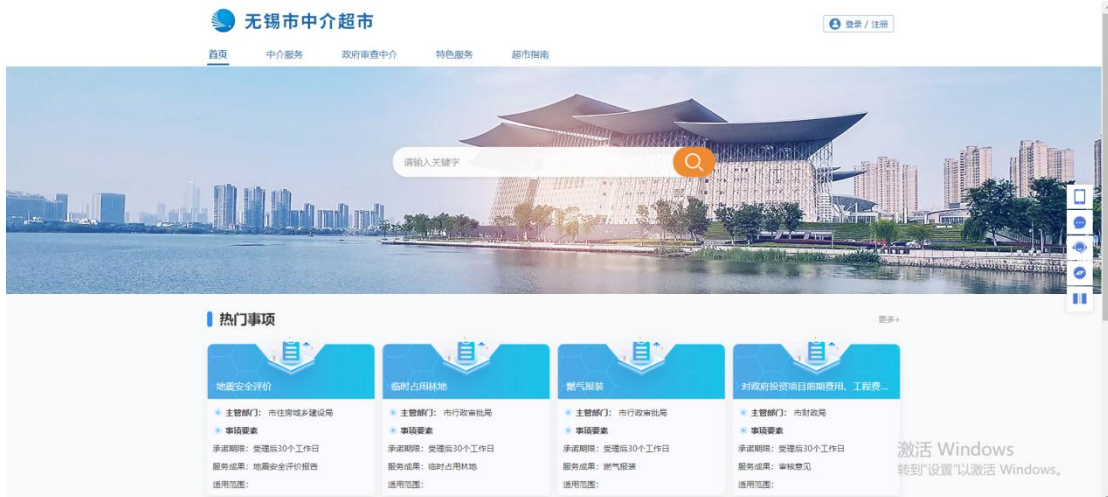 无锡市中介超市
登录 / 注册
首页 中介服务 政府审查中介 特色服务 超市指南
请输入关键字
热门事项
更多+
地震安全评价
主管部门： 市住房城乡建设局
事项要素
承诺期限： 受理后30个工作日
服务成果： 地震安全评价报告
适用范围：
临时占用林地
主管部门： 市行政审批局
事项要素
承诺期限： 受理后30个工作日
服务成果： 临时占用林地
适用范围：
燃气报装
主管部门： 市行政审批局
事项要素
承诺期限： 受理后30个工作日
服务成果： 燃气报装
适用范围：
对政府投资项目前期费用、工程费...
主管部门： 市财政局
事项要素
承诺期限： 受理后30个工作日
服务成果： 审核意见
适用范围：
激活 Windows
转到"设置"以激活 Windows。